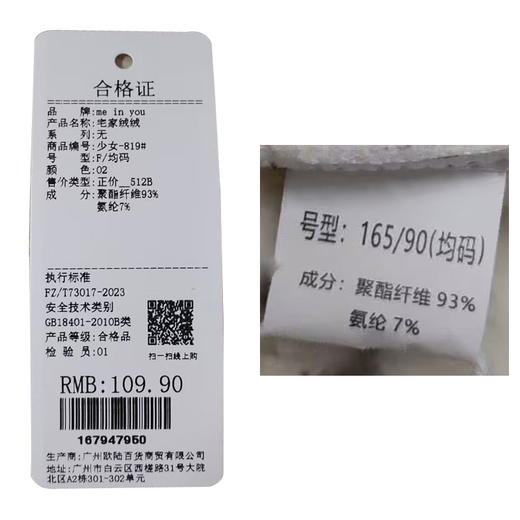 合格证
品 牌:me in you
产品名称:宅家绒绒
系 列:无
商品编号:少女-819#
号 型:F/均码
颜 色:02
售价类型:正价__512B
成 分:聚酯纤维93%
氨纶7%
执行标准
FZ/T73017-2023
安全技术类别
GB18401-2010B类
产品等级:合格品
检 验 员:01
扫一扫线上购
RMB:109.90
167947950
生产商:广州欧陆百货商贸有限公司
地址:广州市白云区西槎路31号大院
北区A2栋301-302单元
号型: 165/90(均码)
成分: 聚酯纤维 93%
氨纶 7%